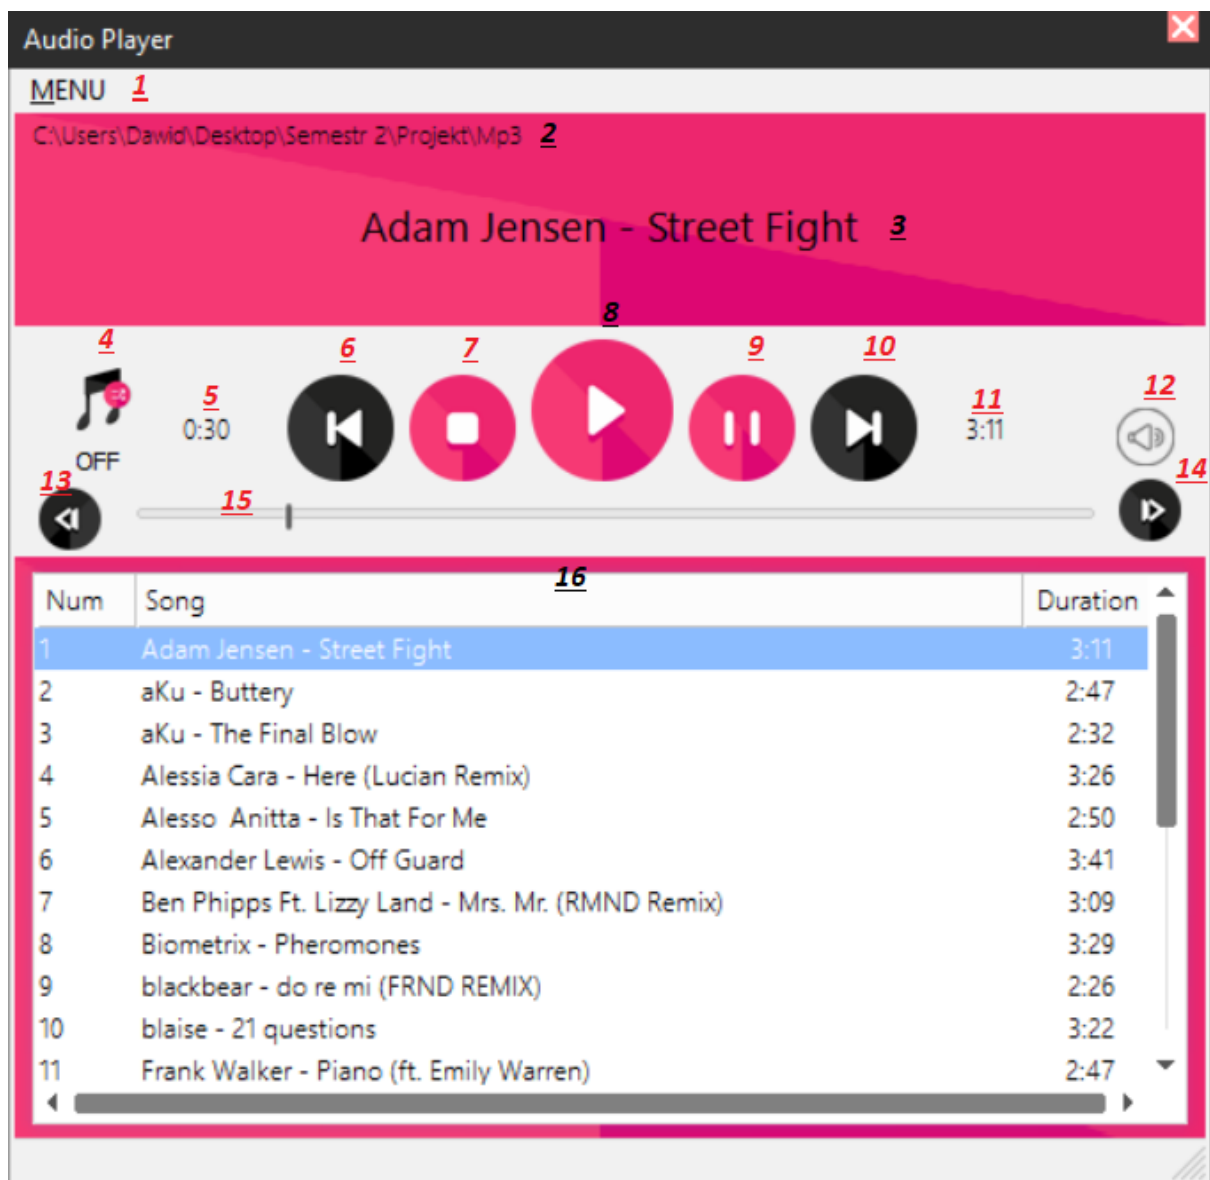 Audio Player
MENU 1
C:\Users\Dawid\Desktop\Semestr 2\Projekt\Mp3 2
Adam Jensen - Street Fight 3
8
4 6 7 9 10
5 11 12
0:30 3:11
OFF
13 14
15
16
Num Song Duration
1 Adam Jensen - Street Fight 3:11
2 aKu - Buttery 2:47
3 aKu - The Final Blow 2:32
4 Alessia Cara - Here (Lucian Remix) 3:26
5 Alesso  Anitta - Is That For Me 2:50
6 Alexander Lewis - Off Guard 3:41
7 Ben Phipps Ft. Lizzy Land - Mrs. Mr. (RMND Remix) 3:09
8 Biometrix - Pheromones 3:29
9 blackbear - do re mi (FRND REMIX) 2:26
10 blaise - 21 questions 3:22
11 Frank Walker - Piano (ft. Emily Warren) 2:47